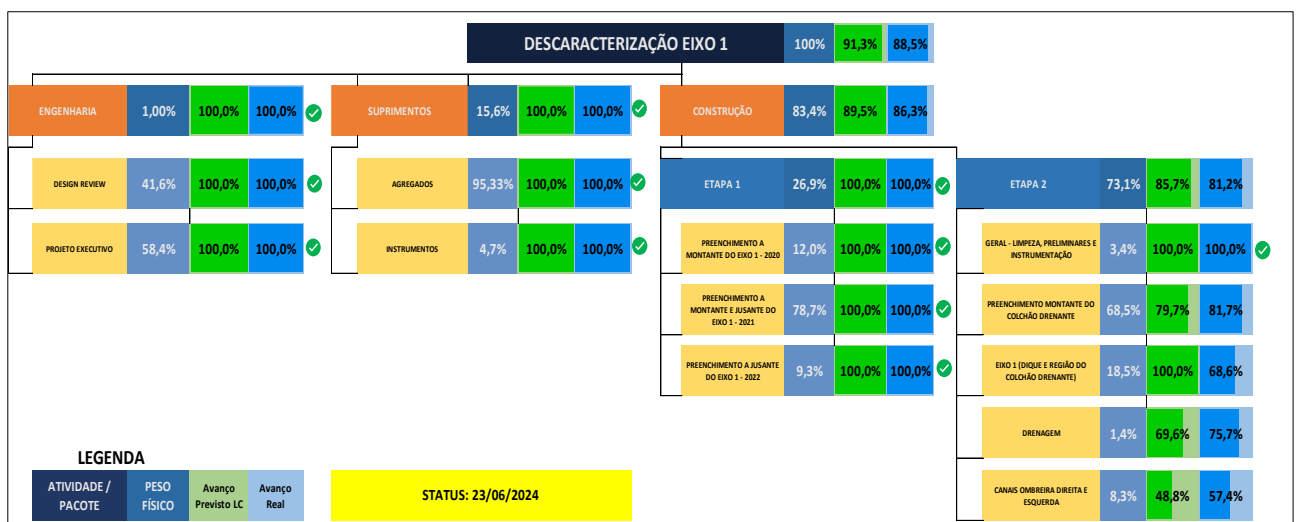 DESCARACTERIZAÇÃO EIXO 1 100% 91,3% 88,5%
ENGENHARIA 1,00% 100,0% 100,0%
SUPRIMENTOS 15,6% 100,0% 100,0%
CONSTRUÇÃO 83,4% 89,5% 86,3%
DESIGN REVIEW 41,6% 100,0% 100,0%
AGREGADOS 95,33% 100,0% 100,0%
ETAPA 1 26,9% 100,0% 100,0%
ETAPA 2 73,1% 85,7% 81,2%
PROJETO EXECUTIVO 58,4% 100,0% 100,0%
INSTRUMENTOS 4,7% 100,0% 100,0%
PREENCHIMENTO A
MONTANTE DO EIXO 1 - 2020
12,0% 100,0% 100,0%
GERAL - LIMPEZA, PRELIMINARES E
INSTRUMENTAÇÃO
3,4% 100,0% 100,0%
PREENCHIMENTO A
MONTANTE E JUSANTE DO
EIXO 1 - 2021
78,7% 100,0% 100,0%
PREENCHIMENTO MONTANTE DO
COLCHÃO DRENANTE
68,5% 79,7% 81,7%
PREENCHIMENTO A JUSANTE
DO EIXO 1 - 2022
9,3% 100,0% 100,0%
EIXO 1 (DIQUE E REGIÃO DO
COLCHÃO DRENANTE)
18,5% 100,0% 68,6%
DRENAGEM 1,4% 69,6% 75,7%
CANAIS OMBREIRA DIREITA E
ESQUERDA
8,3% 48,8% 57,4%
LEGENDA
ATIVIDADE /
PACOTE
PESO
FÍSICO
Avanço
Previsto LC
Avanço
Real
STATUS: 23/06/2024